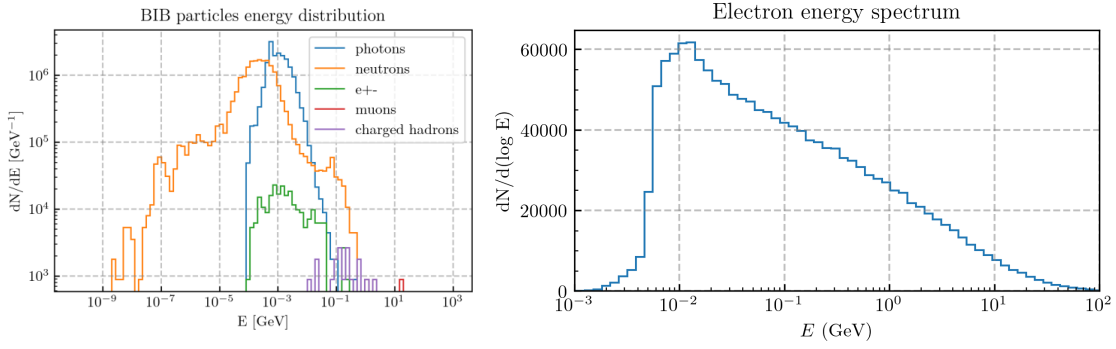 BIB particles energy distribution
photons
neutrons
e+-
muons
charged hadrons
dN/dE [GeV⁻¹]
10⁶
10⁵
10⁴
10³
10⁻⁹ 10⁻⁷ 10⁻⁵ 10⁻³ 10⁻¹ 10¹ 10³
E [GeV]
Electron energy spectrum
dN/d(log E)
60000
40000
20000
0
10⁻³ 10⁻² 10⁻¹ 10⁰ 10¹ 10²
E (GeV)